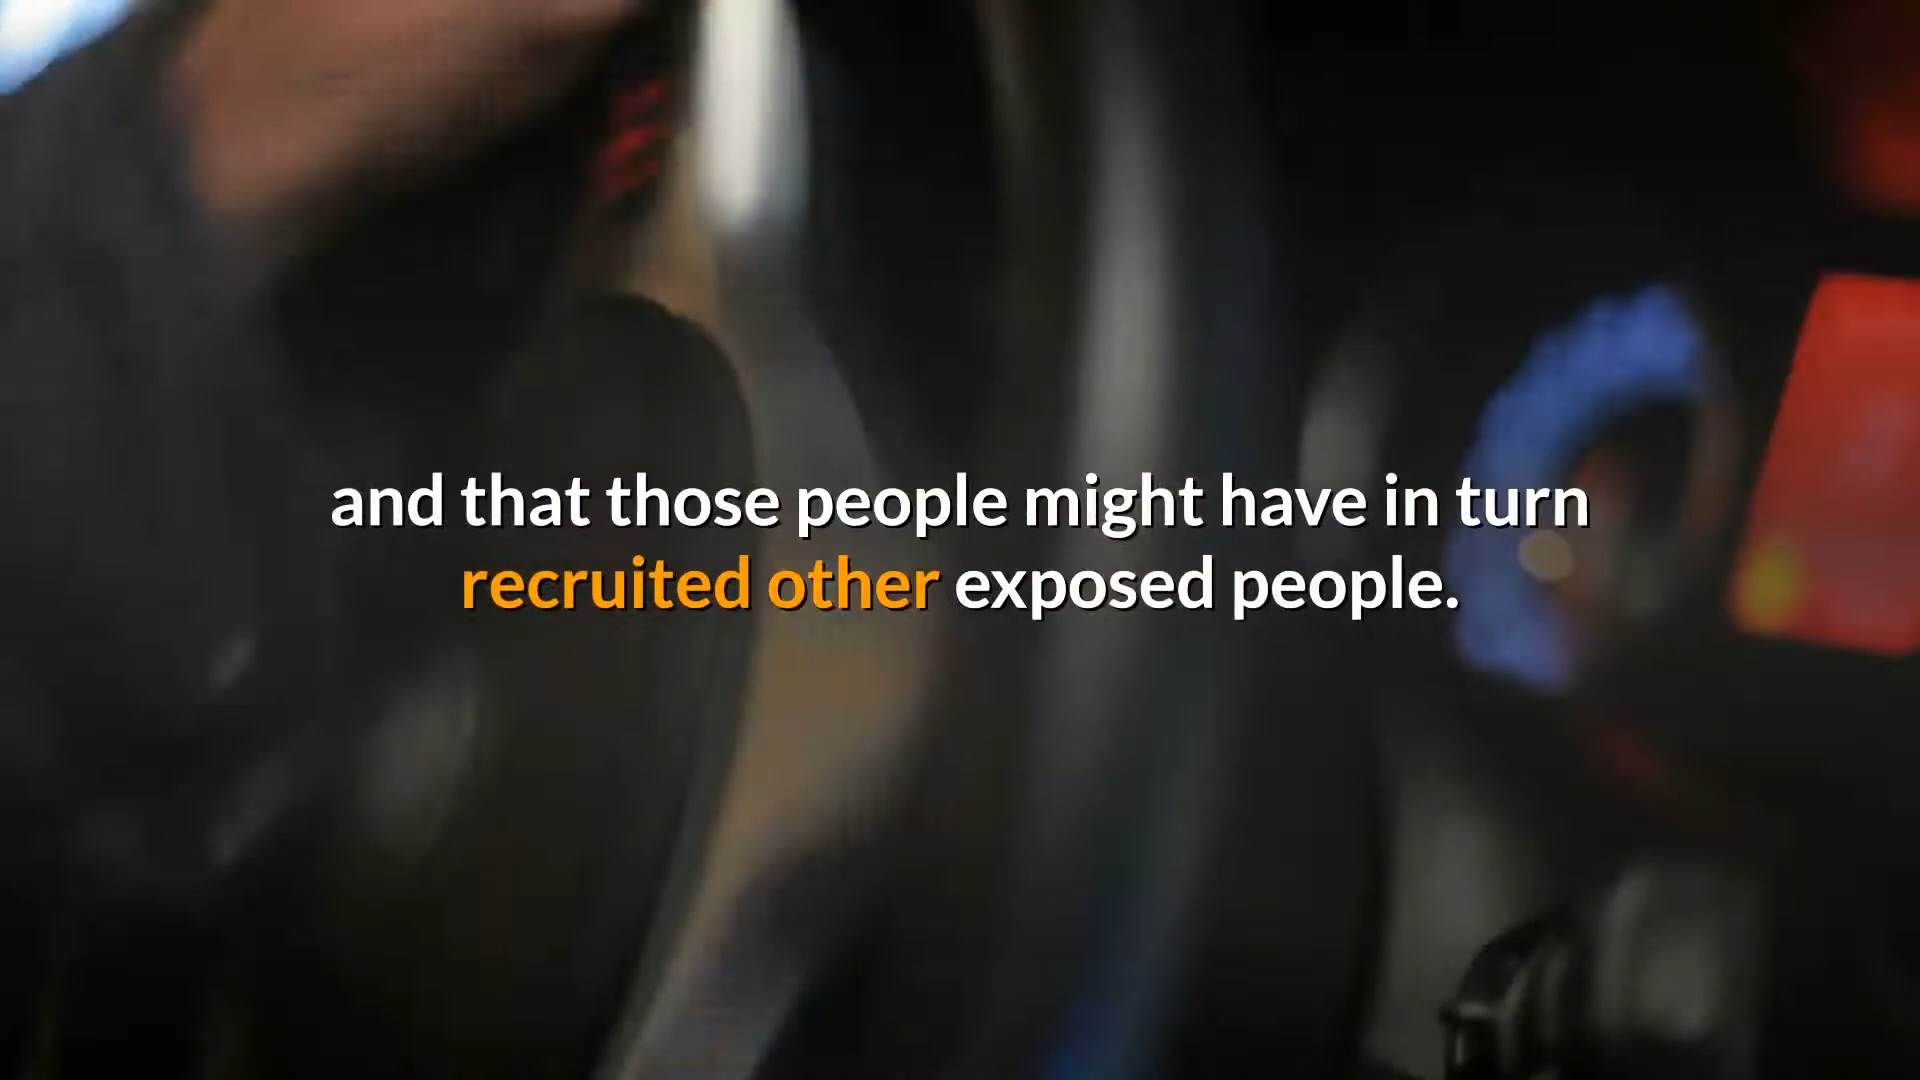 and that those people might have in turn
recruited other exposed people.